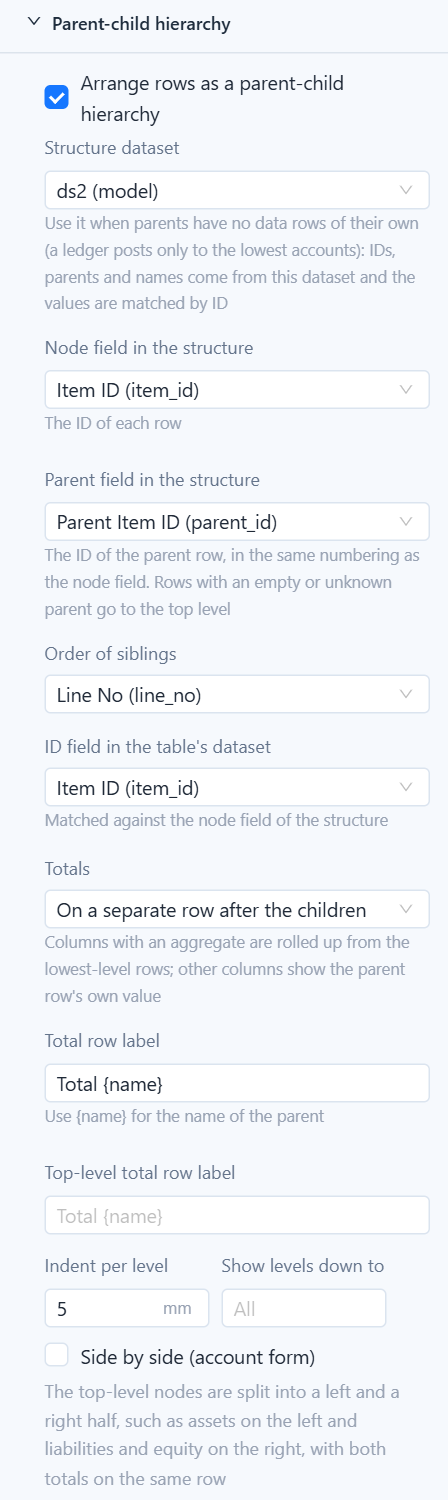 Parent-child hierarchy
Arrange rows as a parent-child
hierarchy
Structure dataset
ds2 (model)
Use it when parents have no data rows of their own
(a ledger posts only to the lowest accounts): IDs,
parents and names come from this dataset and the
values are matched by ID
Node field in the structure
Item ID (item_id)
The ID of each row
Parent field in the structure
Parent Item ID (parent_id)
The ID of the parent row, in the same numbering as
the node field. Rows with an empty or unknown
parent go to the top level
Order of siblings
Line No (line_no)
ID field in the table's dataset
Item ID (item_id)
Matched against the node field of the structure
Totals
On a separate row after the children
Columns with an aggregate are rolled up from the
lowest-level rows; other columns show the parent
row's own value
Total row label
Total {name}
Use {name} for the name of the parent
Top-level total row label
Total {name}
Indent per level Show levels down to
5 mm All
Side by side (account form)
The top-level nodes are split into a left and a
right half, such as assets on the left and
liabilities and equity on the right, with both
totals on the same row